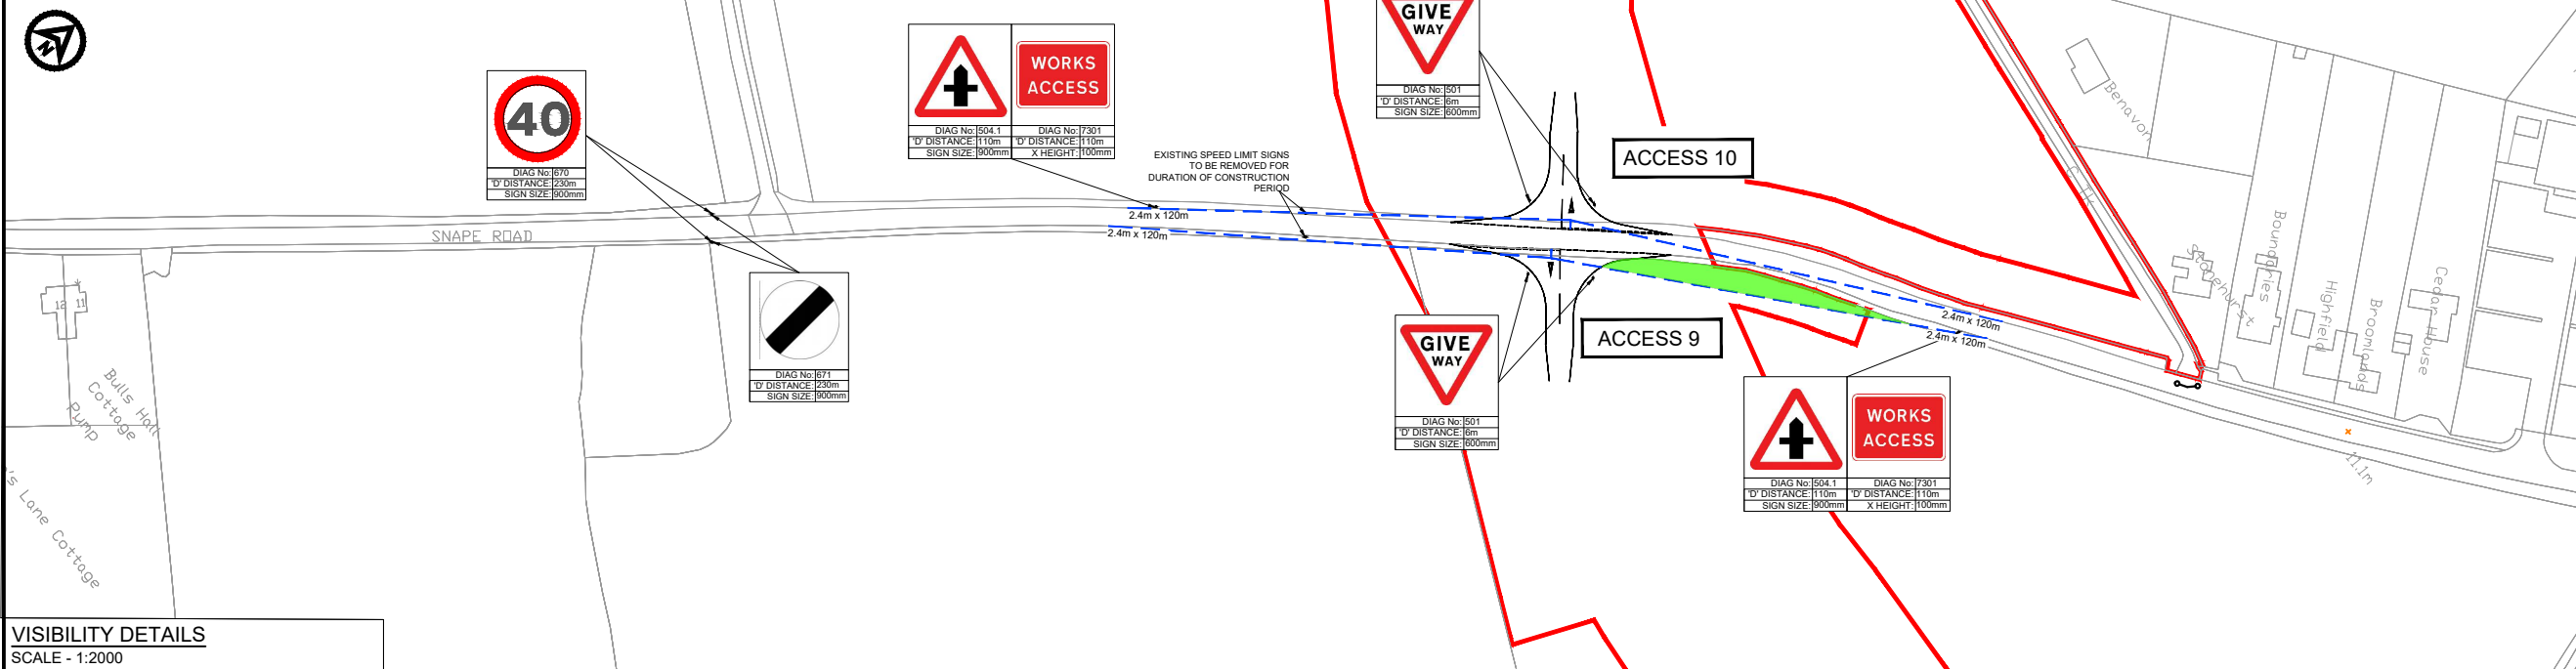 N
40
DIAG No: 670
'D' DISTANCE: 230m
SIGN SIZE: 900mm
WORKS
ACCESS
DIAG No: 504.1 DIAG No: 7301
'D' DISTANCE: 110m 'D' DISTANCE: 110m
SIGN SIZE: 900mm X HEIGHT: 100mm
GIVE
WAY
DIAG No: 501
'D' DISTANCE: 6m
SIGN SIZE: 600mm
ACCESS 10
EXISTING SPEED LIMIT SIGNS
TO BE REMOVED FOR
DURATION OF CONSTRUCTION
PERIOD
2.4m x 120m
2.4m x 120m
SNAPE ROAD
DIAG No: 671
'D' DISTANCE: 230m
SIGN SIZE: 900mm
GIVE
WAY
DIAG No: 501
'D' DISTANCE: 6m
SIGN SIZE: 600mm
ACCESS 9
2.4m x 120m
2.4m x 120m
WORKS
ACCESS
DIAG No: 504.1 DIAG No: 7301
'D' DISTANCE: 110m 'D' DISTANCE: 110m
SIGN SIZE: 900mm X HEIGHT: 100mm
Benavon
Stonehurst
Boundaries
Highfield
Broomlands
Cedar House
11.1m
12 11
Bulls Hall
Cottage
Pump
's Lane Cottage
VISIBILITY DETAILS
SCALE - 1:2000